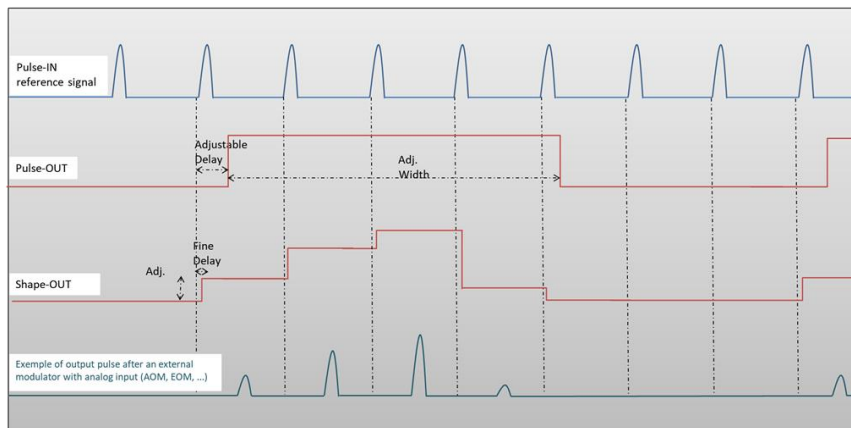 Pulse-IN
reference signal
Adjustable
Delay
Pulse-OUT
Adj.
Width
Fine
Delay
Adj.
Shape-OUT
Exemple of output pulse after an external
modulator with analog input (AOM, EOM, ...)